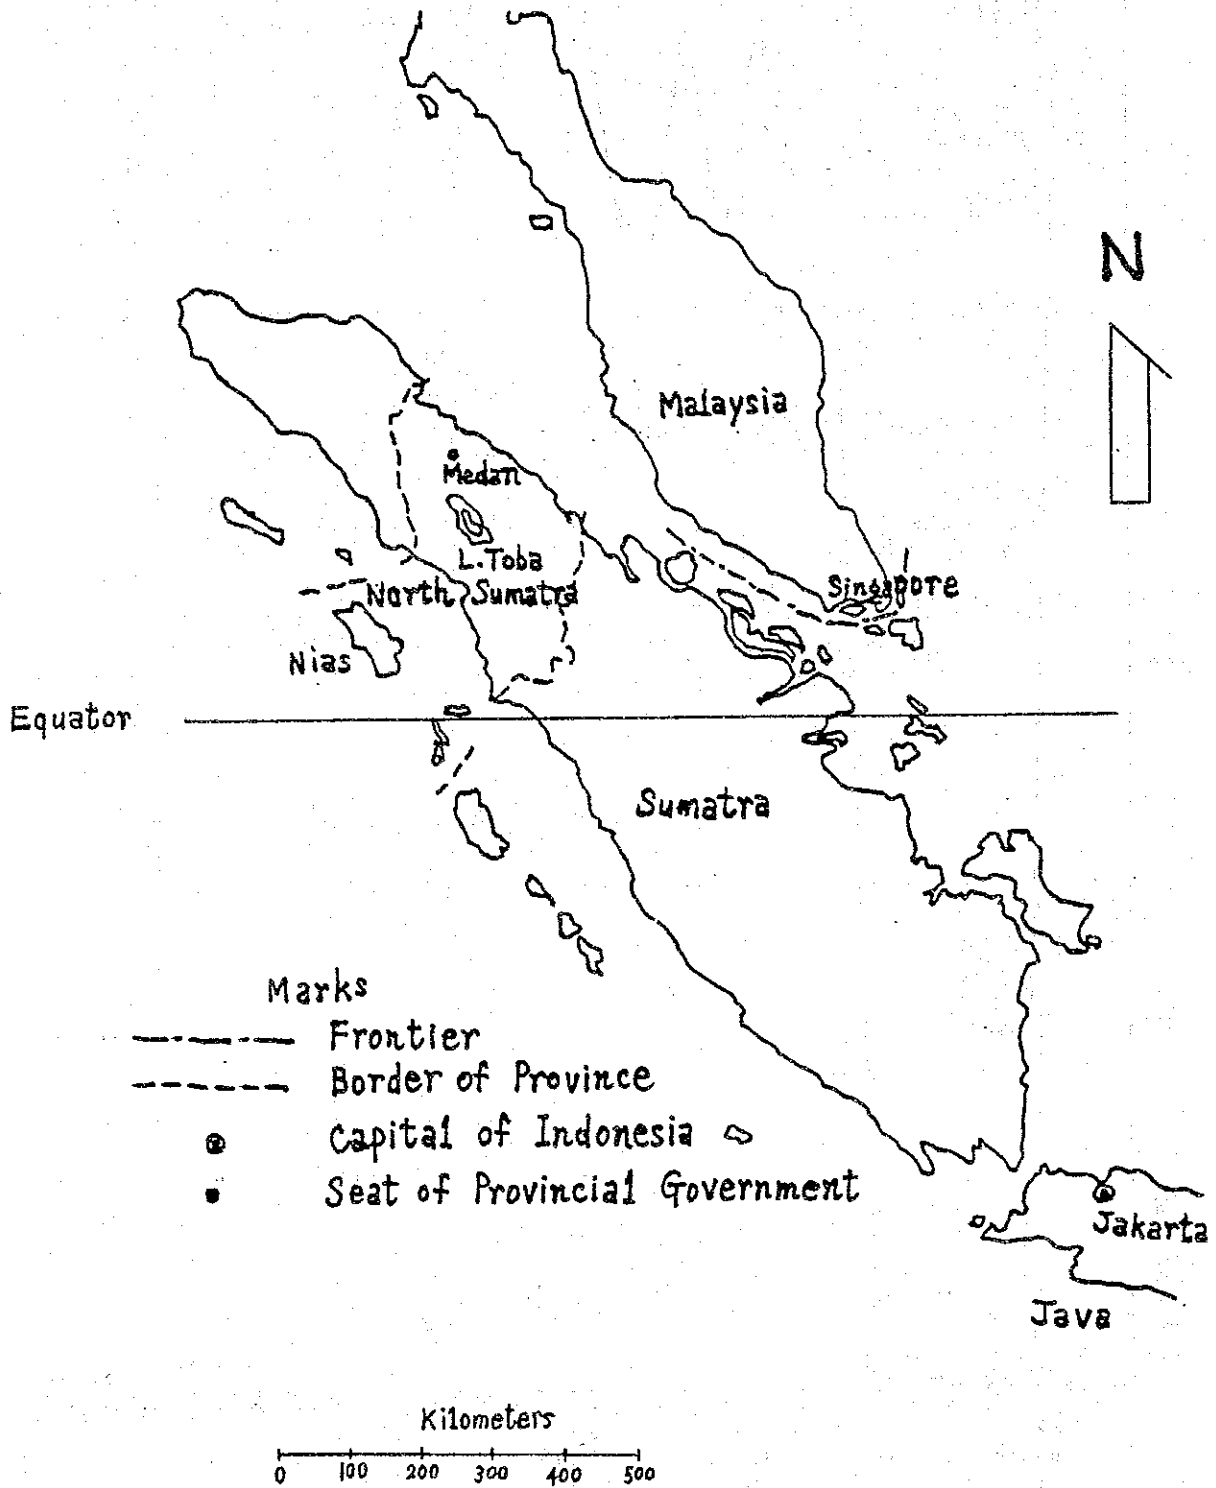 N
Malaysia
Medan
L. Toba
Singapore
North Sumatra
Nias
Equator
Sumatra
Marks
Frontier
Border of Province
Capital of Indonesia
Seat of Provincial Government
Jakarta
Java
Kilometers
0 100 200 300 400 500